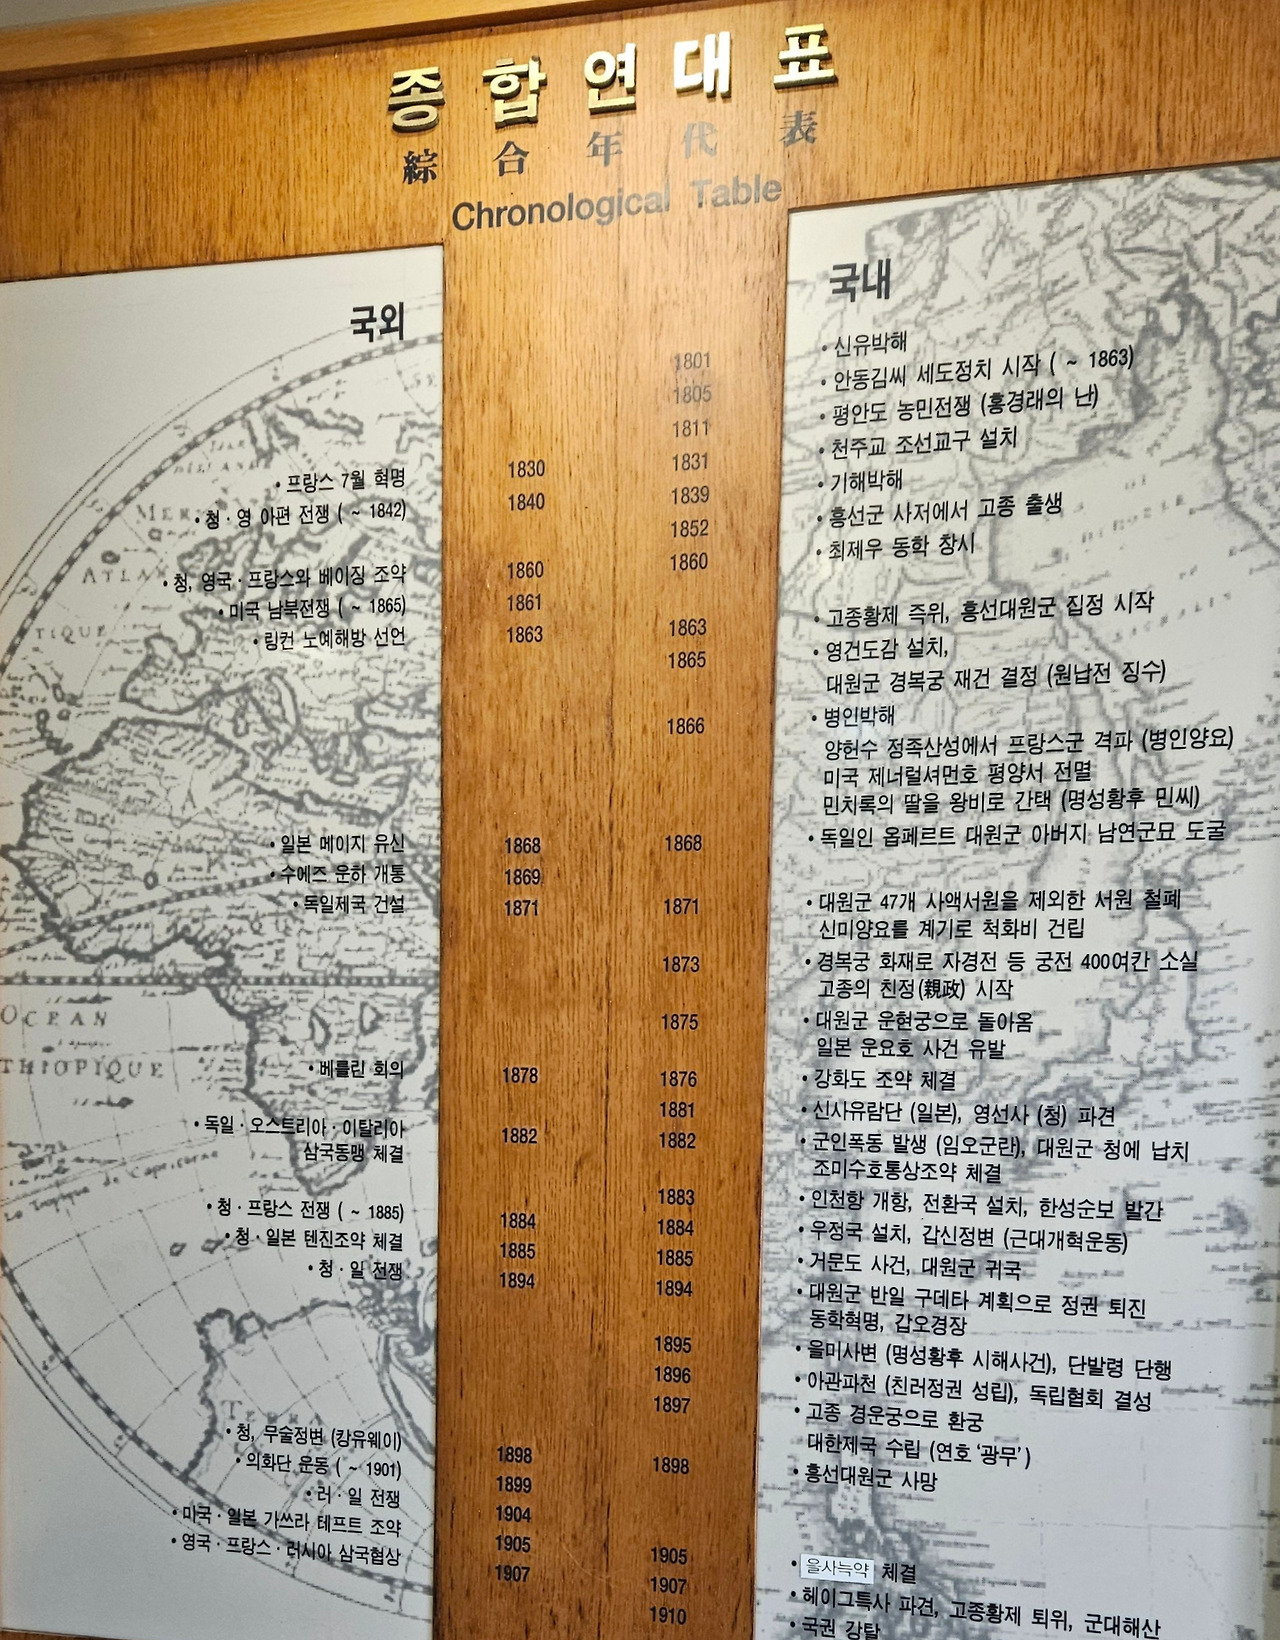 종합연대표
綜合年代表
Chronological Table
국외
• 프랑스 7월 혁명
• 청 · 영 아편 전쟁 ( ~ 1842)
• 청, 영국 · 프랑스와 베이징 조약
• 미국 남북전쟁 ( ~ 1865)
• 링컨 노예해방 선언
• 일본 메이지 유신
• 수에즈 운하 개통
• 독일제국 건설
• 베를린 회의
• 독일 · 오스트리아 · 이탈리아
삼국동맹 체결
• 청 · 프랑스 전쟁 ( ~ 1885)
• 청 · 일본 텐진조약 체결
• 청 · 일 전쟁
• 청, 무술정변 (캉유웨이)
• 의화단 운동 ( ~ 1901)
• 러 · 일 전쟁
• 미국 · 일본 가쓰라 테프트 조약
• 영국 · 프랑스 · 러시아 삼국협상
1830
1840
1860
1861
1863
1868
1869
1871
1878
1882
1884
1885
1894
1898
1899
1904
1905
1907
1801
1805
1811
1831
1839
1852
1860
1863
1865
1866
1868
1871
1873
1875
1876
1881
1882
1883
1884
1885
1894
1895
1896
1897
1898
1905
1907
1910
국내
• 신유박해
• 안동김씨 세도정치 시작 ( ~ 1863)
• 평안도 농민전쟁 (홍경래의 난)
• 천주교 조선교구 설치
• 기해박해
• 흥선군 사저에서 고종 출생
• 최제우 동학 창시
• 고종황제 즉위, 흥선대원군 집정 시작
• 영건도감 설치,
대원군 경복궁 재건 결정 (원납전 징수)
• 병인박해
양헌수 정족산성에서 프랑스군 격파 (병인양요)
미국 제너럴셔먼호 평양서 전멸
민치록의 딸을 왕비로 간택 (명성황후 민씨)
• 독일인 옵페르트 대원군 아버지 남연군묘 도굴
• 대원군 47개 사액서원을 제외한 서원 철폐
신미양요를 계기로 척화비 건립
• 경복궁 화재로 자경전 등 궁전 400여칸 소실
고종의 친정(親政) 시작
• 대원군 운현궁으로 돌아옴
일본 운요호 사건 유발
• 강화도 조약 체결
• 신사유람단 (일본), 영선사 (청) 파견
• 군인폭동 발생 (임오군란), 대원군 청에 납치
조미수호통상조약 체결
• 인천항 개항, 전환국 설치, 한성순보 발간
• 우정국 설치, 갑신정변 (근대개혁운동)
• 거문도 사건, 대원군 귀국
• 대원군 반일 구데타 계획으로 정권 퇴진
동학혁명, 갑오경장
• 을미사변 (명성황후 시해사건), 단발령 단행
• 아관파천 (친러정권 성립), 독립협회 결성
• 고종 경운궁으로 환궁
대한제국 수립 (연호 '광무')
• 흥선대원군 사망
• 을사늑약 체결
• 헤이그특사 파견, 고종황제 퇴위, 군대해산
• 국권 강탈
OCEAN
THIOPIQUE
ATLAN
TIQUE